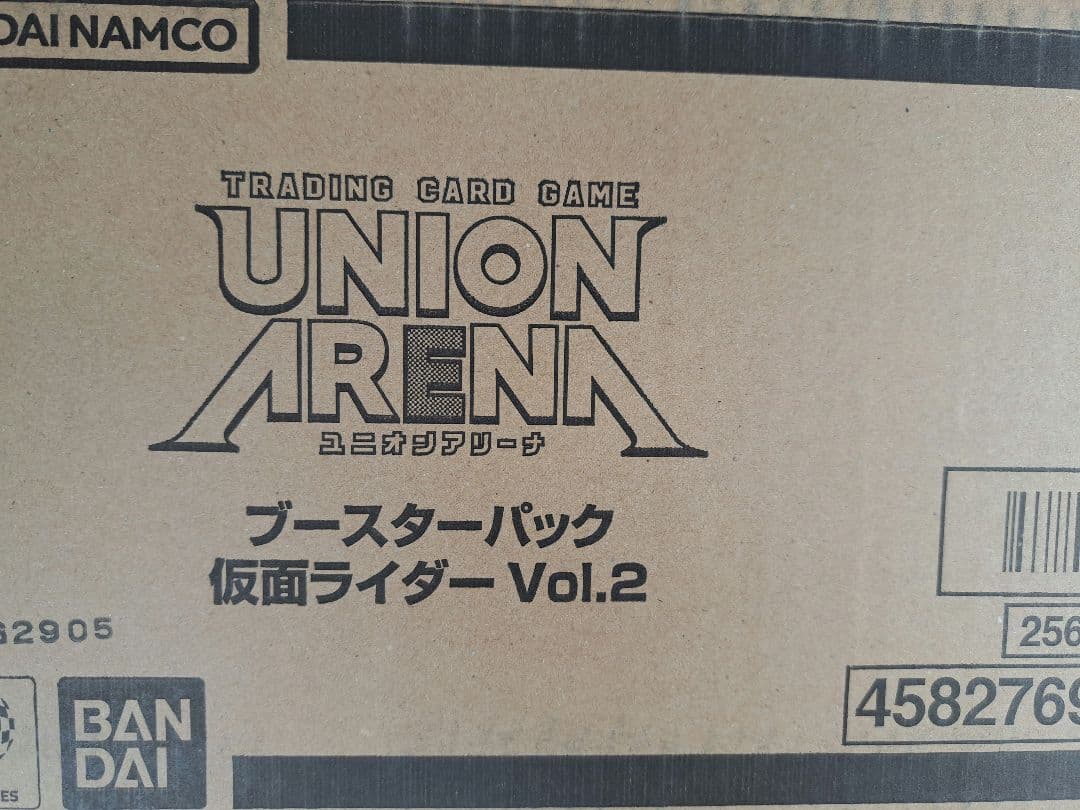 DAI NAMCO
TRADING CARD GAME
UNION
ARENA
ユニオンアリーナ
ブースターパック
仮面ライダー Vol.2
62905
256
4582769
BAN
DAI
ES